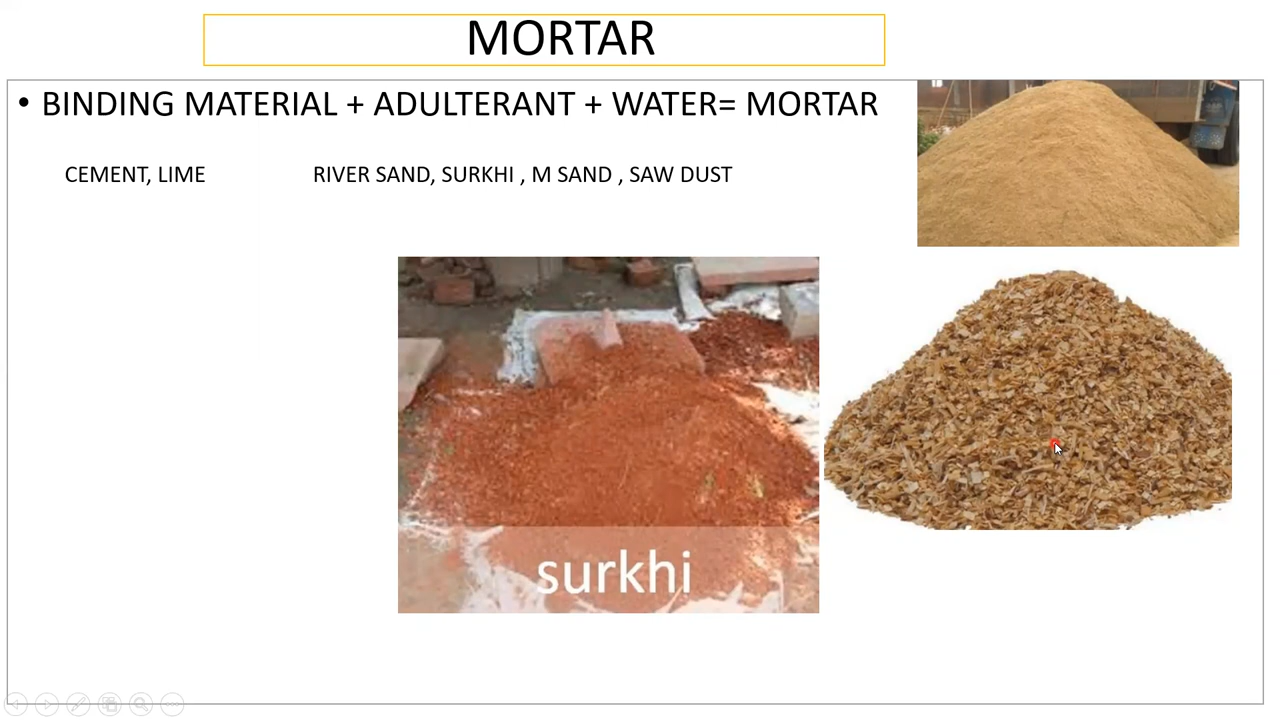 MORTAR
• BINDING MATERIAL + ADULTERANT + WATER= MORTAR
CEMENT, LIME RIVER SAND, SURKHI , M SAND , SAW DUST
surkhi